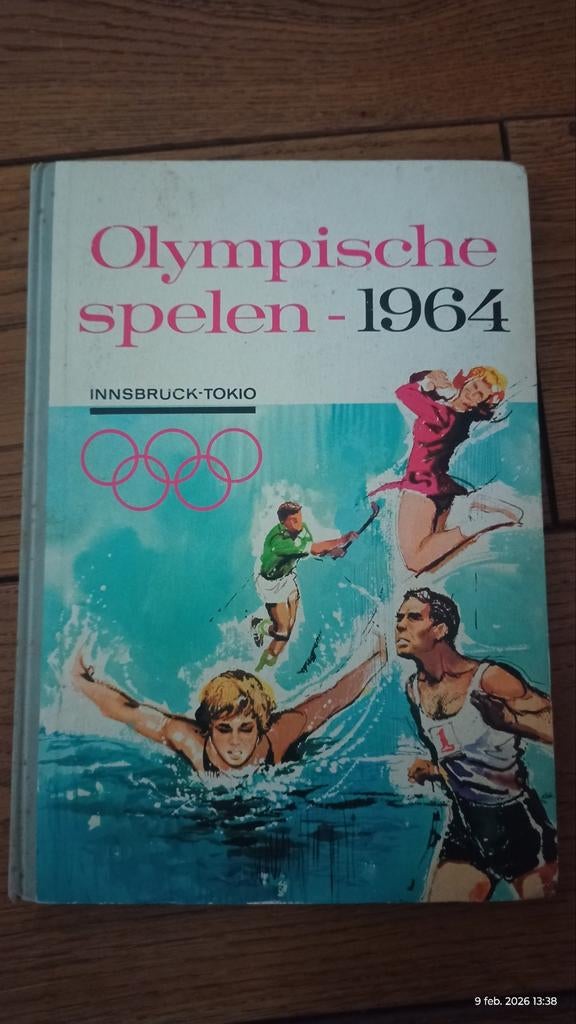 Olympische
spelen - 1964
INNSBRUCK-TOKIO
1
9 feb. 2026 13:38